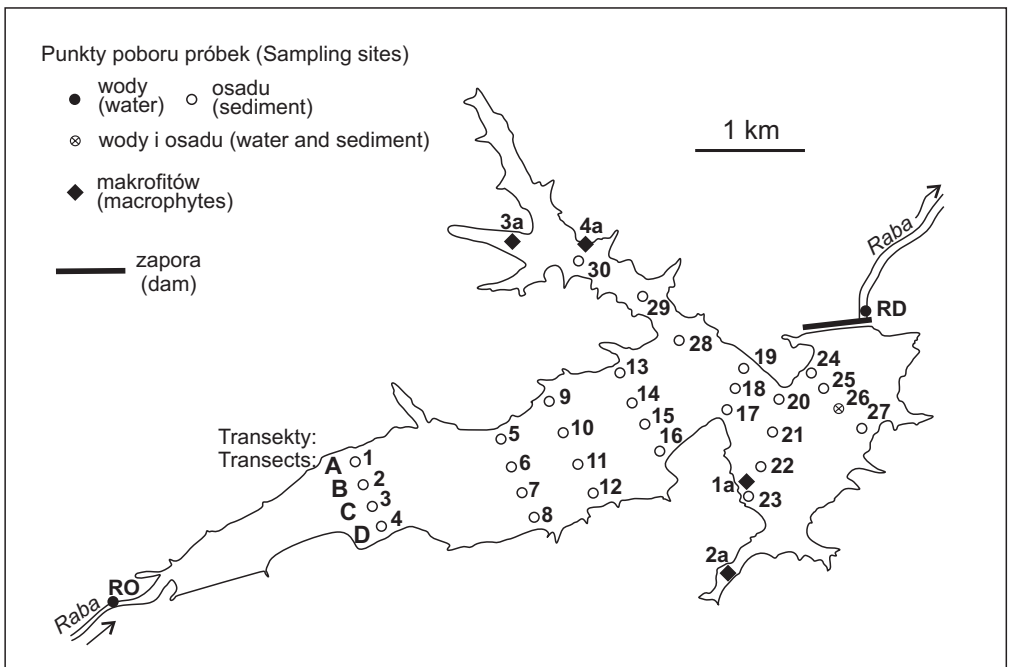 Punkty poboru próbek (Sampling sites)
wody
(water)
osadu
(sediment)
wody i osadu (water and sediment)
makrofitów
(macrophytes)
zapora
(dam)
1 km
3a
4a
30
29
28
Raba
RD
19
24
25
26
27
18
20
17
21
22
1a
23
2a
13
14
15
16
9
10
11
12
5
6
7
8
Transekty:
Transects:
A 1
B 2
C 3
D 4
RO
Raba